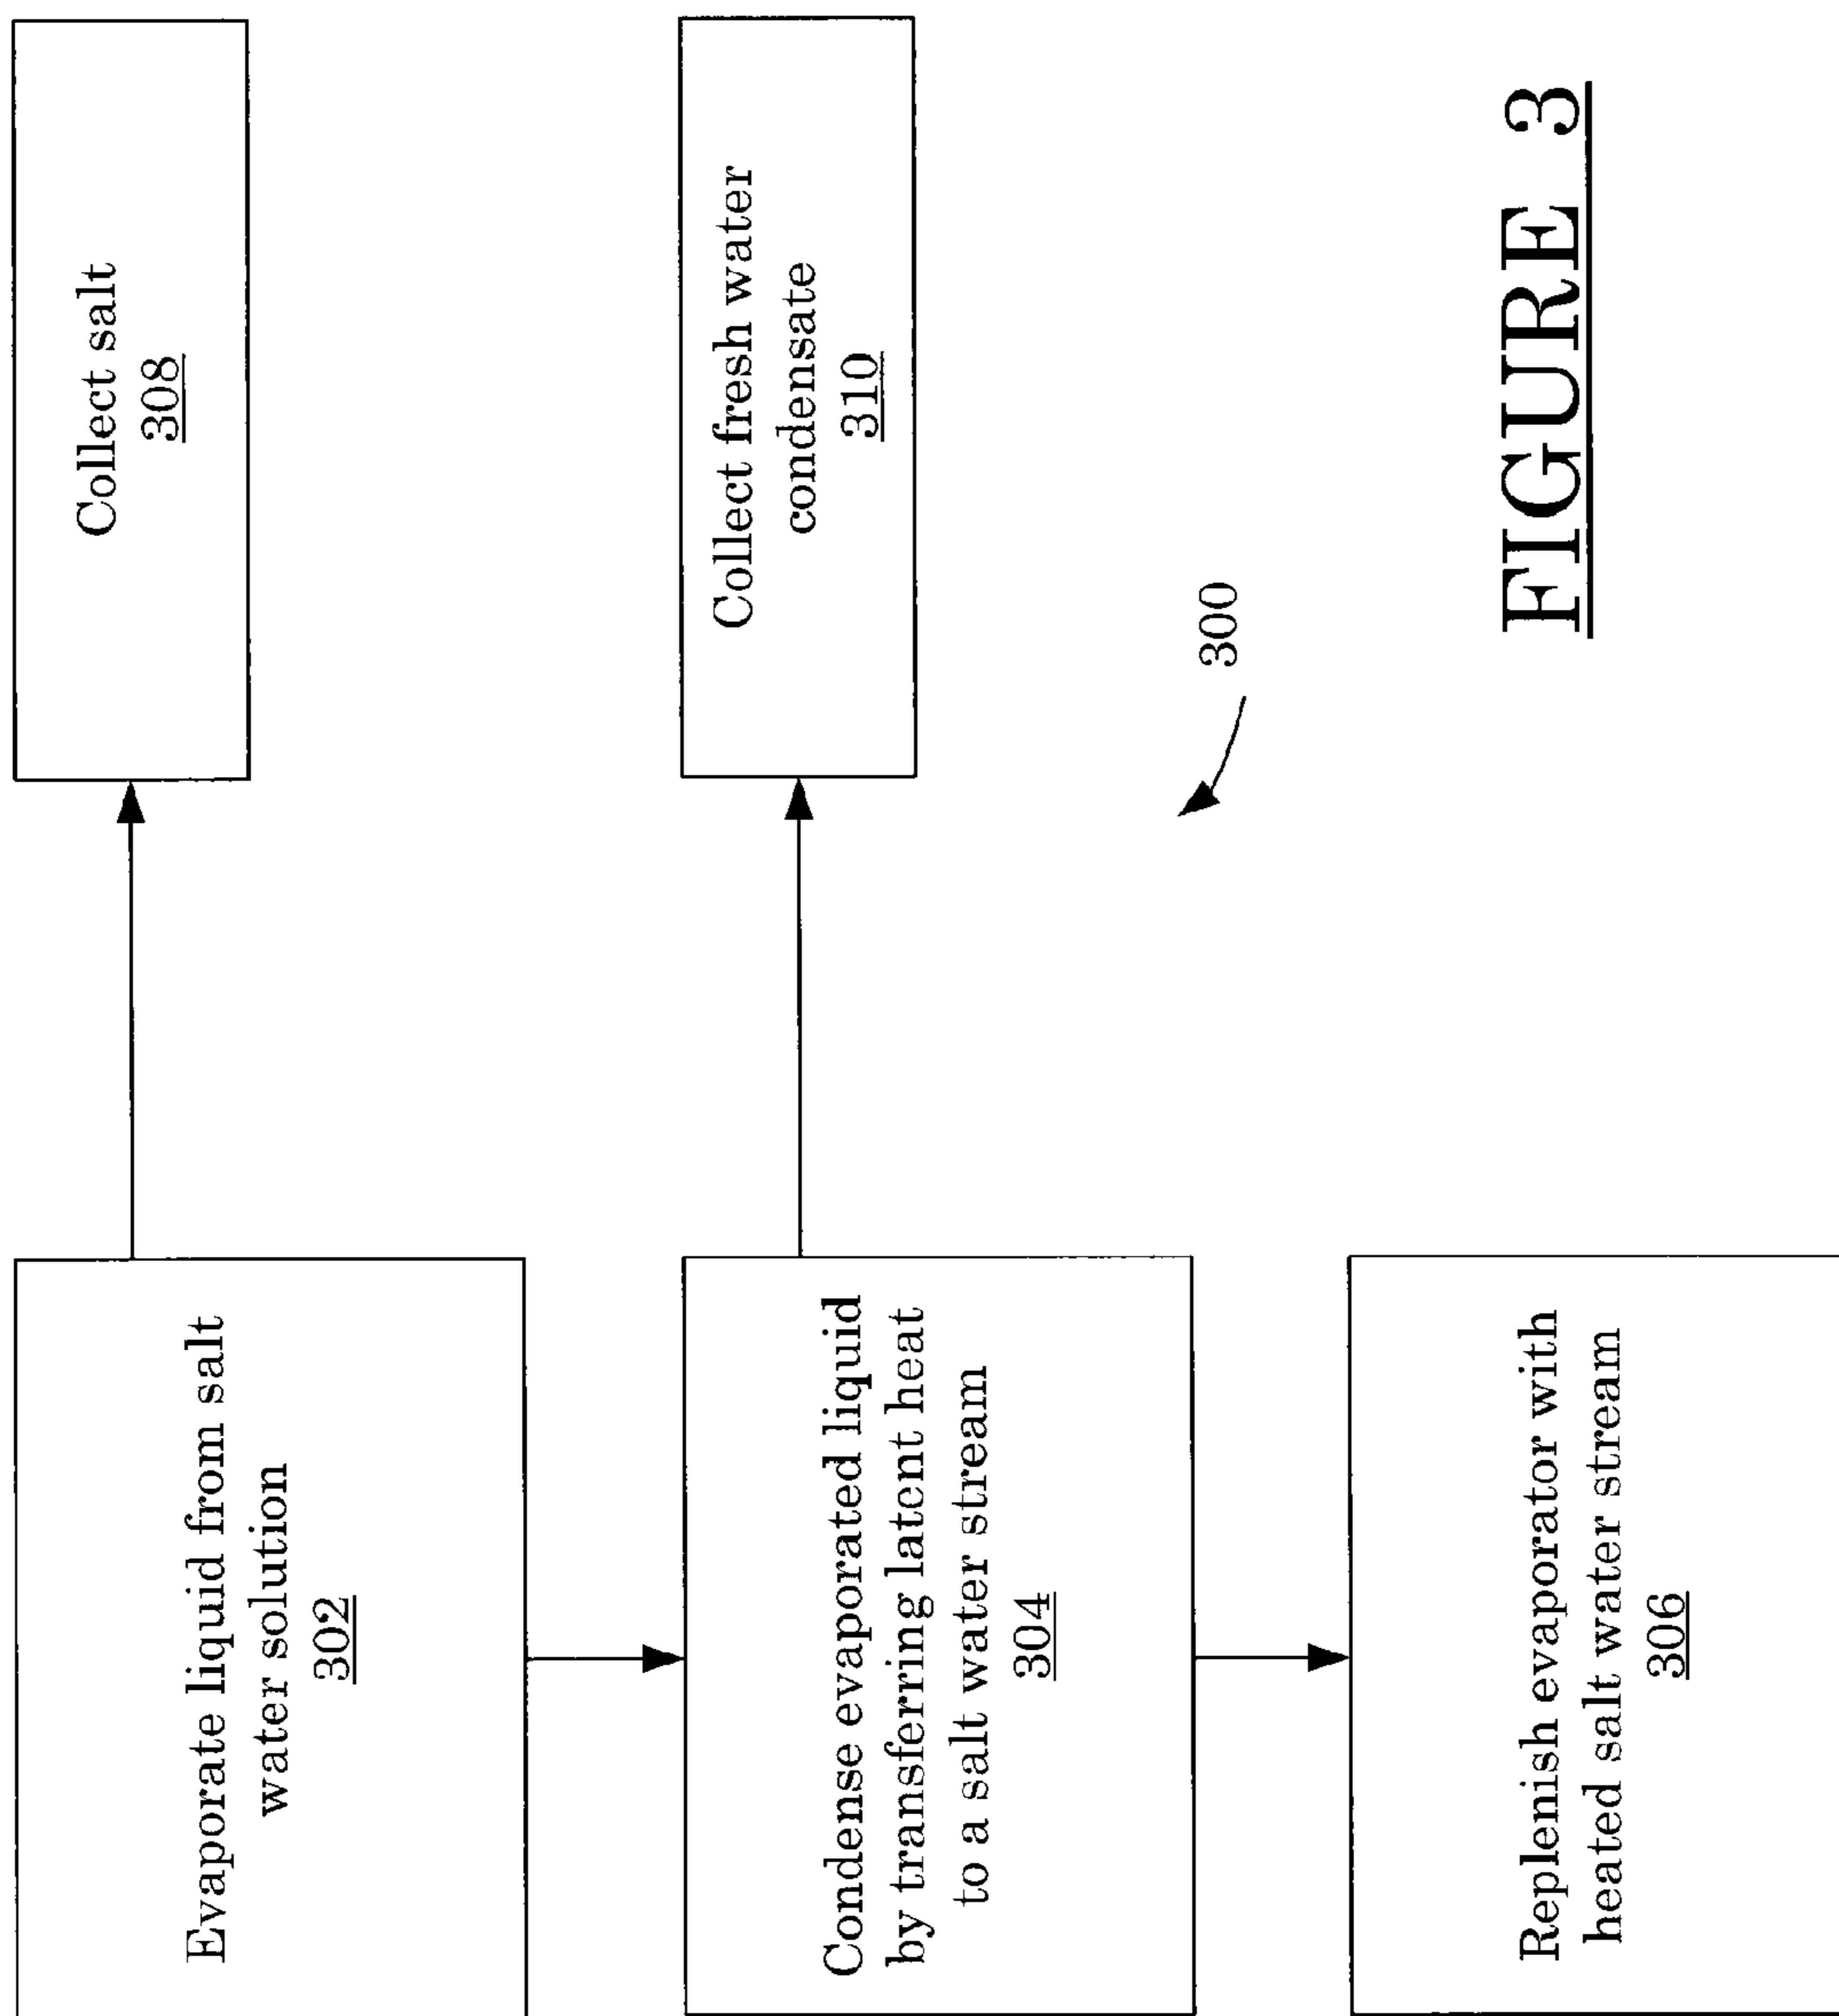 Evaporate liquid from salt
water solution
302
Condense evaporated liquid
by transferring latent heat
to a salt water stream
304
Replenish evaporator with
heated salt water stream
306
Collect salt
308
Collect fresh water
condensate
310
300
FIGURE 3